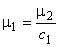 μ₁ = μ₂ / c₁